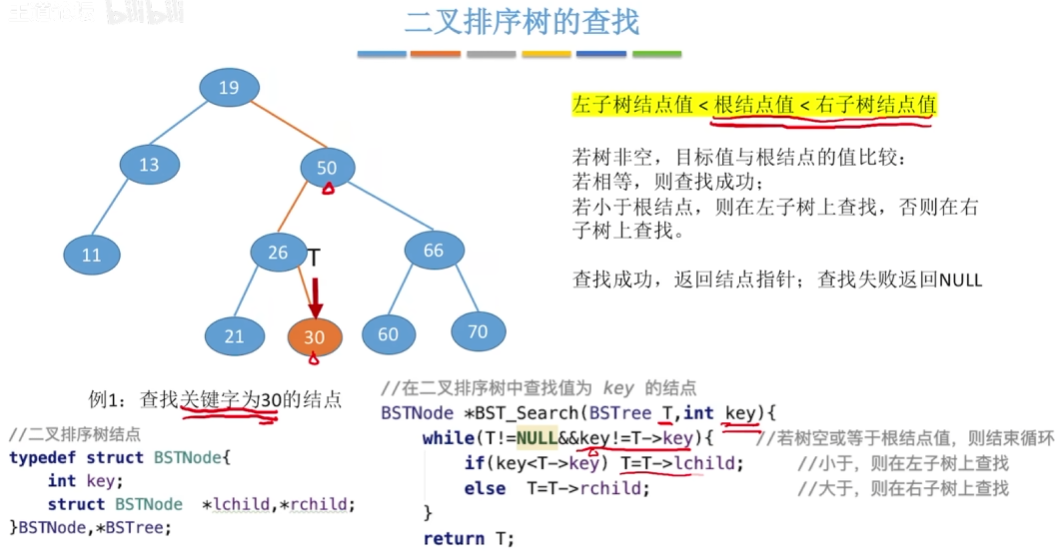 bilibili
二叉排序树的查找
19
13
50
11
26
T
66
21
30
60
70
左子树结点值 < 根结点值 < 右子树结点值
若树非空，目标值与根结点的值比较：
若相等，则查找成功；
若小于根结点，则在左子树上查找，否则在右
子树上查找。
查找成功，返回结点指针；查找失败返回NULL
例1：查找关键字为30的结点
//二叉排序树结点
typedef struct BSTNode{
    int key;
    struct BSTNode  *lchild,*rchild;
}BSTNode,*BSTree;
//在二叉排序树中查找值为 key 的结点
BSTNode *BST_Search(BSTree T,int key){
    while(T!=NULL&&key!=T->key){    //若树空或等于根结点值，则结束循环
        if(key<T->key) T=T->lchild;    //小于，则在左子树上查找
        else  T=T->rchild;    //大于，则在右子树上查找
    }
    return T;